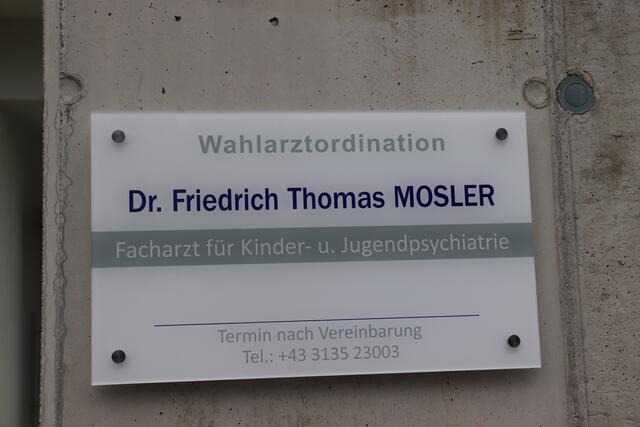 Wahlarztordination
Dr. Friedrich Thomas MOSLER
Facharzt für Kinder- u. Jugendpsychiatrie
Termin nach Vereinbarung
Tel.: +43 3135 23003